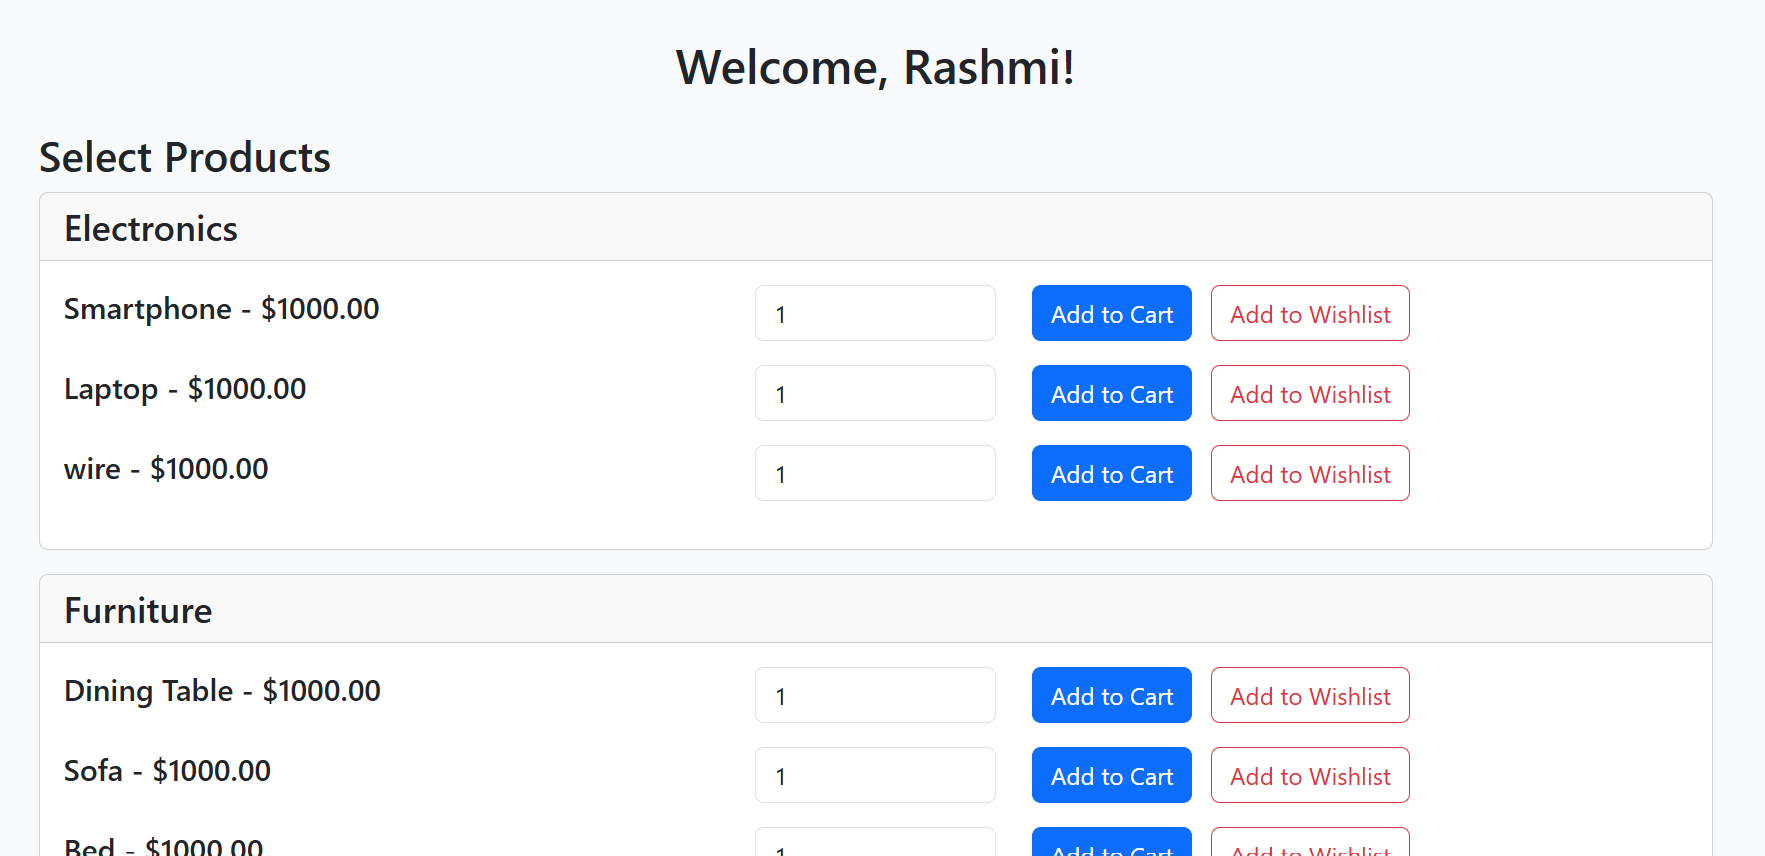 Welcome, Rashmi!
Select Products
Electronics
Smartphone - $1000.00 1 Add to Cart Add to Wishlist
Laptop - $1000.00 1 Add to Cart Add to Wishlist
wire - $1000.00 1 Add to Cart Add to Wishlist
Furniture
Dining Table - $1000.00 1 Add to Cart Add to Wishlist
Sofa - $1000.00 1 Add to Cart Add to Wishlist
Bed - $1000.00 1 Add to Cart Add to Wishlist